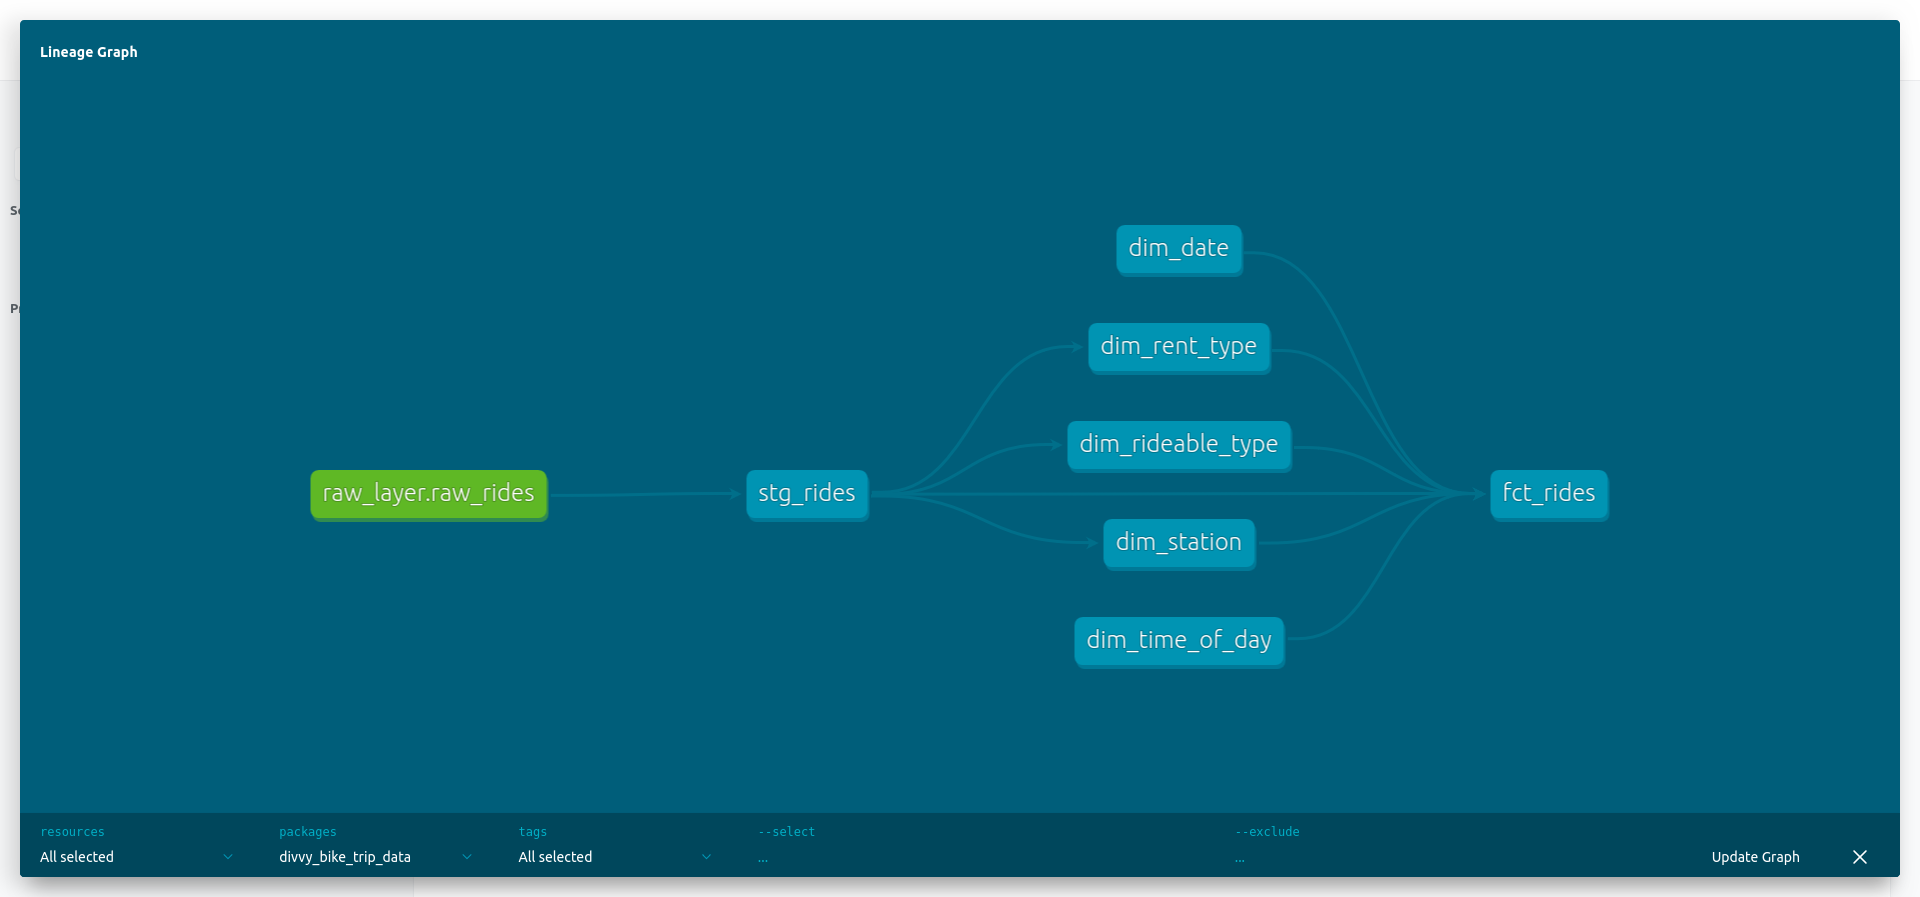 Lineage Graph
dim_date
dim_rent_type
dim_rideable_type
raw_layer.raw_rides
stg_rides
fct_rides
dim_station
dim_time_of_day
resources
packages
tags
--select
--exclude
All selected
divvy_bike_trip_data
All selected
...
...
Update Graph